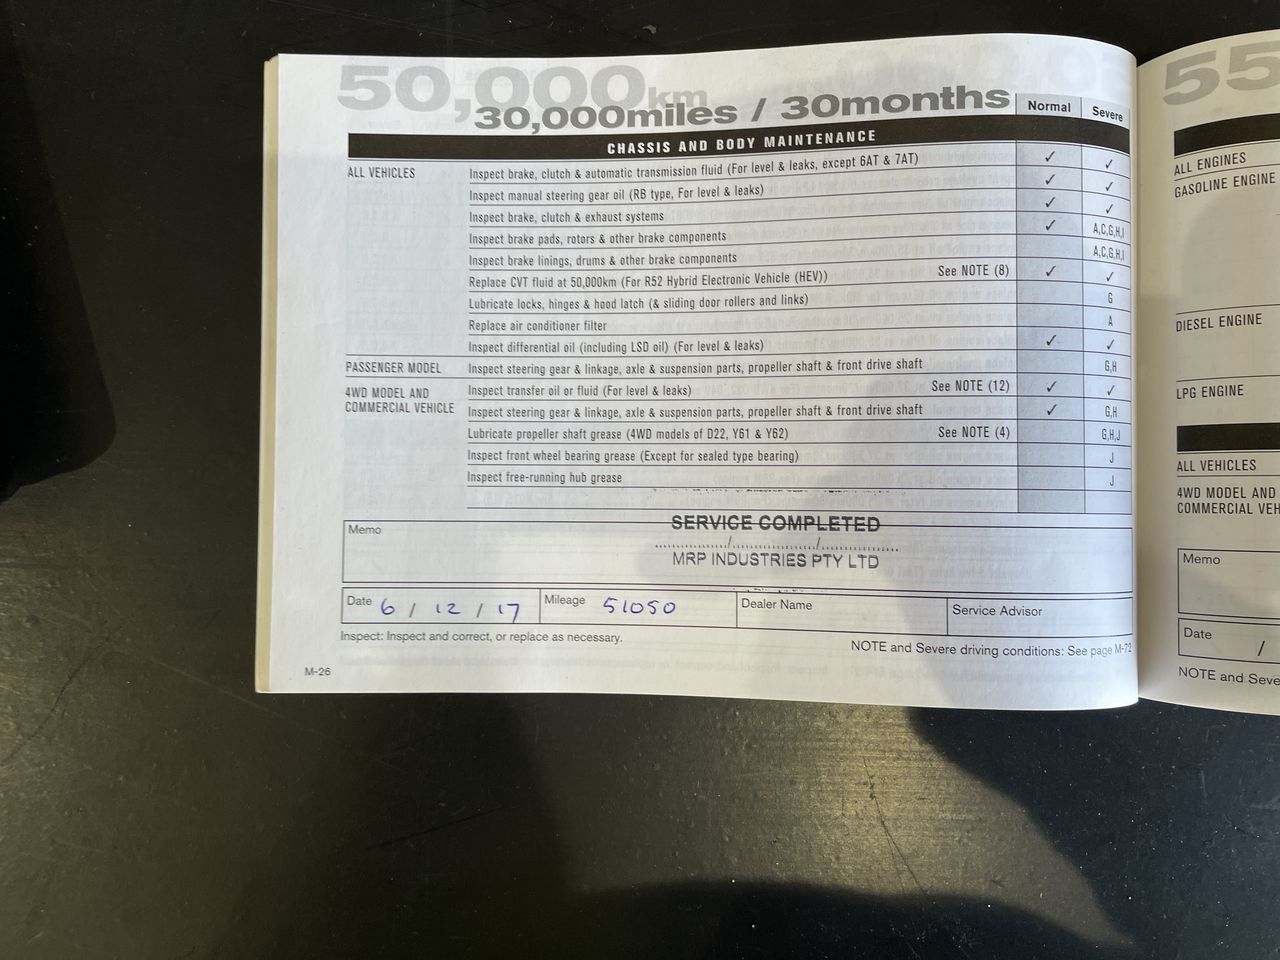 50,000km
30,000miles / 30months Normal Severe
CHASSIS AND BODY MAINTENANCE
ALL VEHICLES Inspect brake, clutch & automatic transmission fluid (For level & leaks, except 6AT & 7AT) ✓ ✓
Inspect manual steering gear oil (RB type, For level & leaks) ✓ ✓
Inspect brake, clutch & exhaust systems ✓ ✓
Inspect brake pads, rotors & other brake components ✓ A,C,G,H,I
Inspect brake linings, drums & other brake components A,C,G,H,I
Replace CVT fluid at 50,000km (For R52 Hybrid Electronic Vehicle (HEV)) See NOTE (8) ✓ ✓
Lubricate locks, hinges & hood latch (& sliding door rollers and links) G
Replace air conditioner filter A
Inspect differential oil (including LSD oil) (For level & leaks) ✓ ✓
PASSENGER MODEL Inspect steering gear & linkage, axle & suspension parts, propeller shaft & front drive shaft G,H
4WD MODEL AND COMMERCIAL VEHICLE Inspect transfer oil or fluid (For level & leaks) See NOTE (12) ✓ ✓
Inspect steering gear & linkage, axle & suspension parts, propeller shaft & front drive shaft ✓ G,H
Lubricate propeller shaft grease (4WD models of D22, Y61 & Y62) See NOTE (4) G,H,J
Inspect front wheel bearing grease (Except for sealed type bearing) J
Inspect free-running hub grease J
Memo
SERVICE COMPLETED
MRP INDUSTRIES PTY LTD
Date 6 / 12 / 17 Mileage 51050 Dealer Name Service Advisor
Inspect: Inspect and correct, or replace as necessary.
NOTE and Severe driving conditions: See page M-72
M-26
55
ALL ENGINES
GASOLINE ENGINE
DIESEL ENGINE
LPG ENGINE
ALL VEHICLES
4WD MODEL AND
COMMERCIAL VEH
Memo
Date /
NOTE and Seve